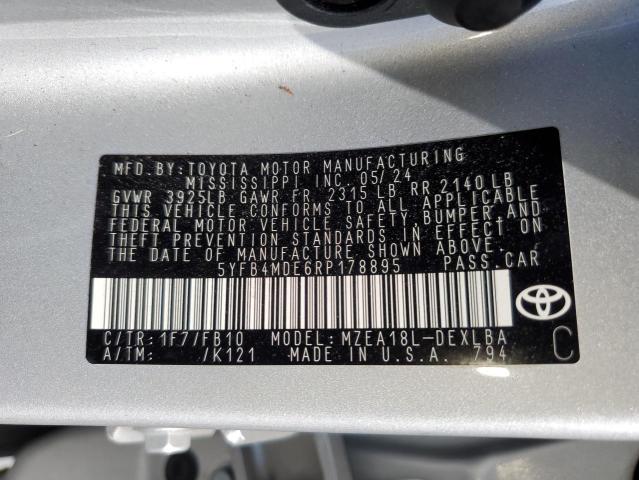 MFD. BY: TOYOTA MOTOR MANUFACTURING
MISSISSIPPI INC. 05/24
GVWR 3925LB GAWR FR. 2315 LB RR 2140 LB
THIS VEHICLE CONFORMS TO ALL APPLICABLE
FEDERAL MOTOR VEHICLE SAFETY, BUMPER AND
THEFT PREVENTION STANDARDS IN EFFECT ON
THE DATE OF MANUFACTURE SHOWN ABOVE.
5YFB4MDE6RP178895 PASS.CAR
C/TR: 1F7/FB10 MODEL: MZEA18L-DEXLBA
A/TM: /K121 MADE IN U.S.A. 794
C